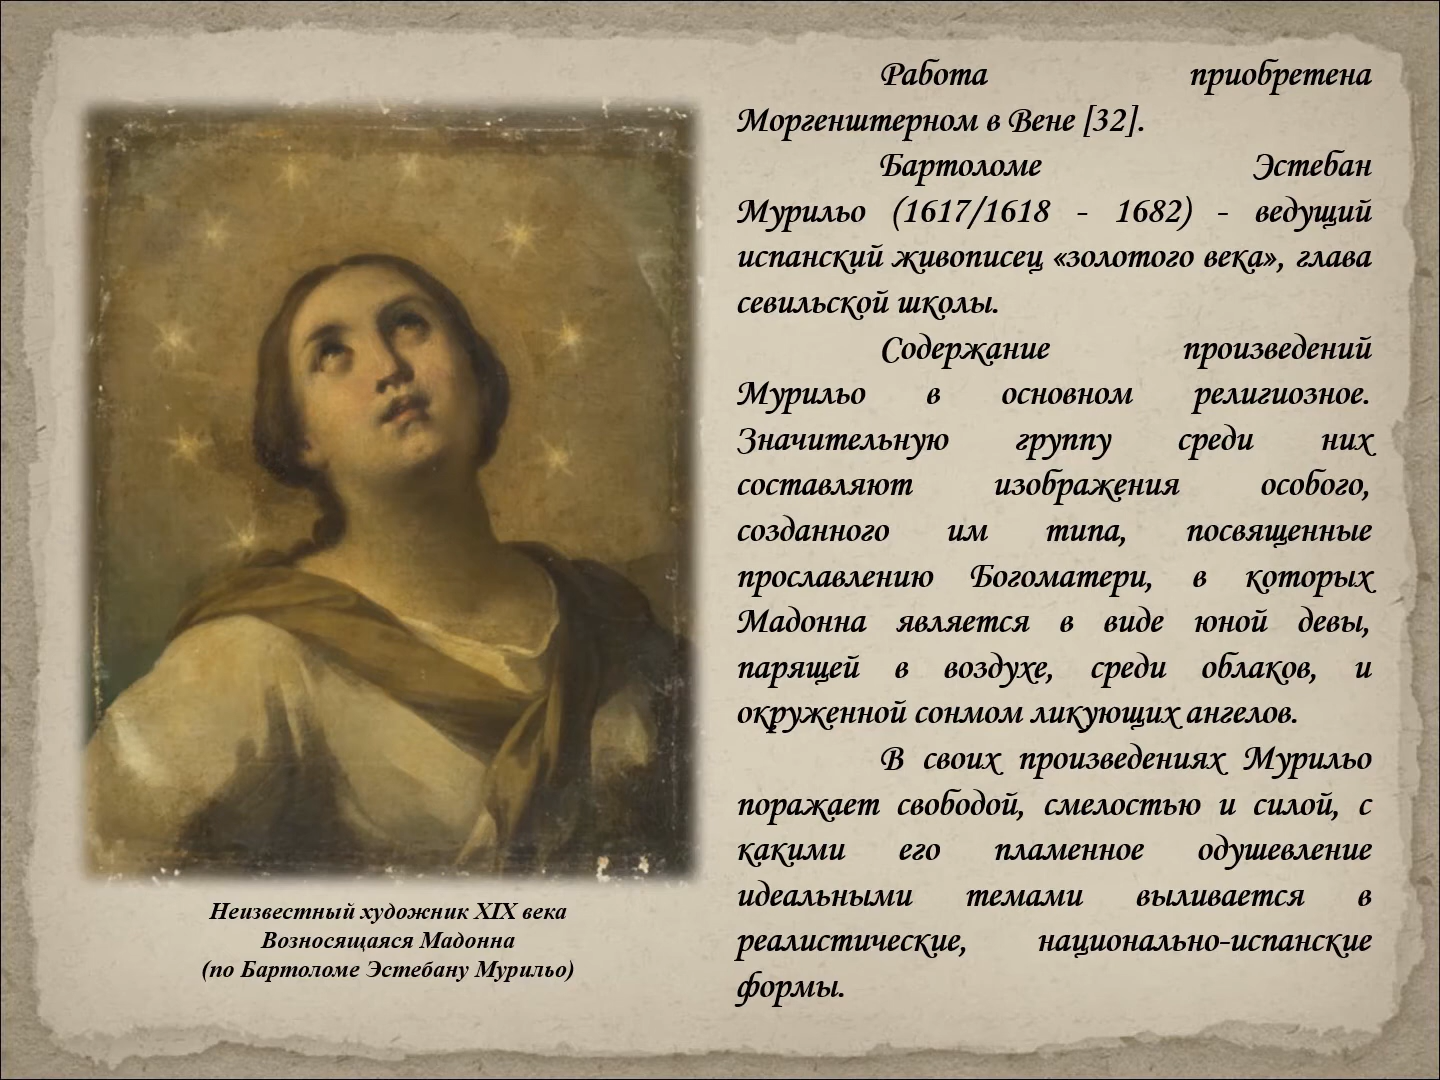 Работа приобретена
Моргенштерном в Вене [32].
Бартоломе Эстебан
Мурильо (1617/1618 - 1682) - ведущий
испанский живописец «золотого века», глава
севильской школы.
Содержание произведений
Мурильо в основном религиозное.
Значительную группу среди них
составляют изображения особого,
созданного им типа, посвященные
прославлению Богоматери, в которых
Мадонна является в виде юной девы,
парящей в воздухе, среди облаков, и
окруженной сонмом ликующих ангелов.
В своих произведениях Мурильо
поражает свободой, смелостью и силой, с
какими его пламенное одушевление
идеальными темами выливается в
реалистические, национально-испанские
формы.
Неизвестный художник XIX века
Возносящаяся Мадонна
(по Бартоломе Эстебану Мурильо)